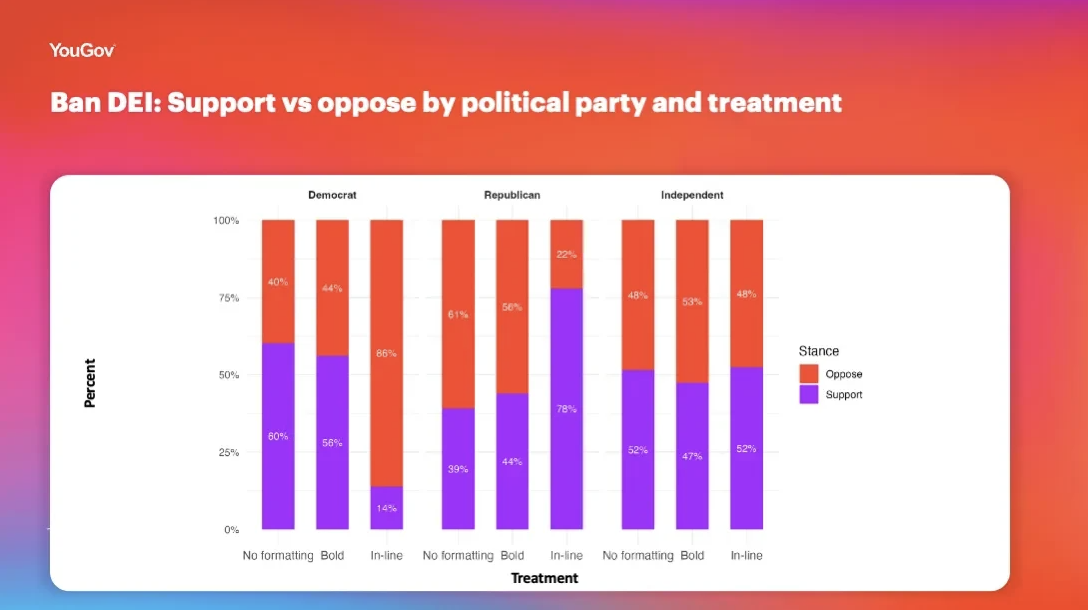 YouGov
Ban DEI: Support vs oppose by political party and treatment
Democrat Republican Independent
100%
75%
50%
25%
0%
Percent
40% 44% 86% 61% 56% 22% 48% 53% 48%
60% 56% 14% 39% 44% 78% 52% 47% 52%
No formatting Bold In-line No formatting Bold In-line No formatting Bold In-line
Treatment
Stance
Oppose
Support